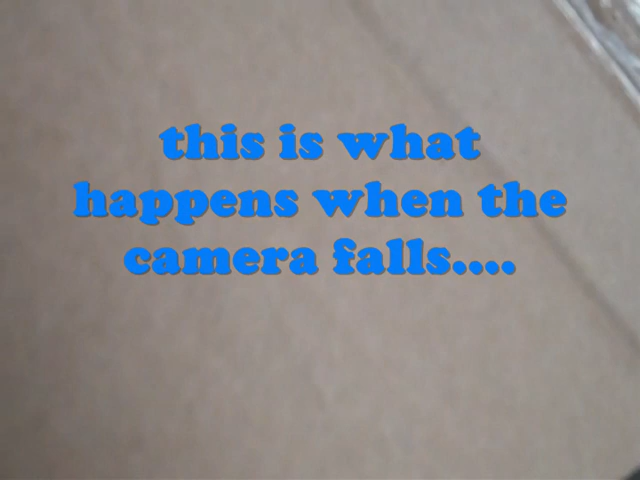 this is what
happens when the
camera falls....